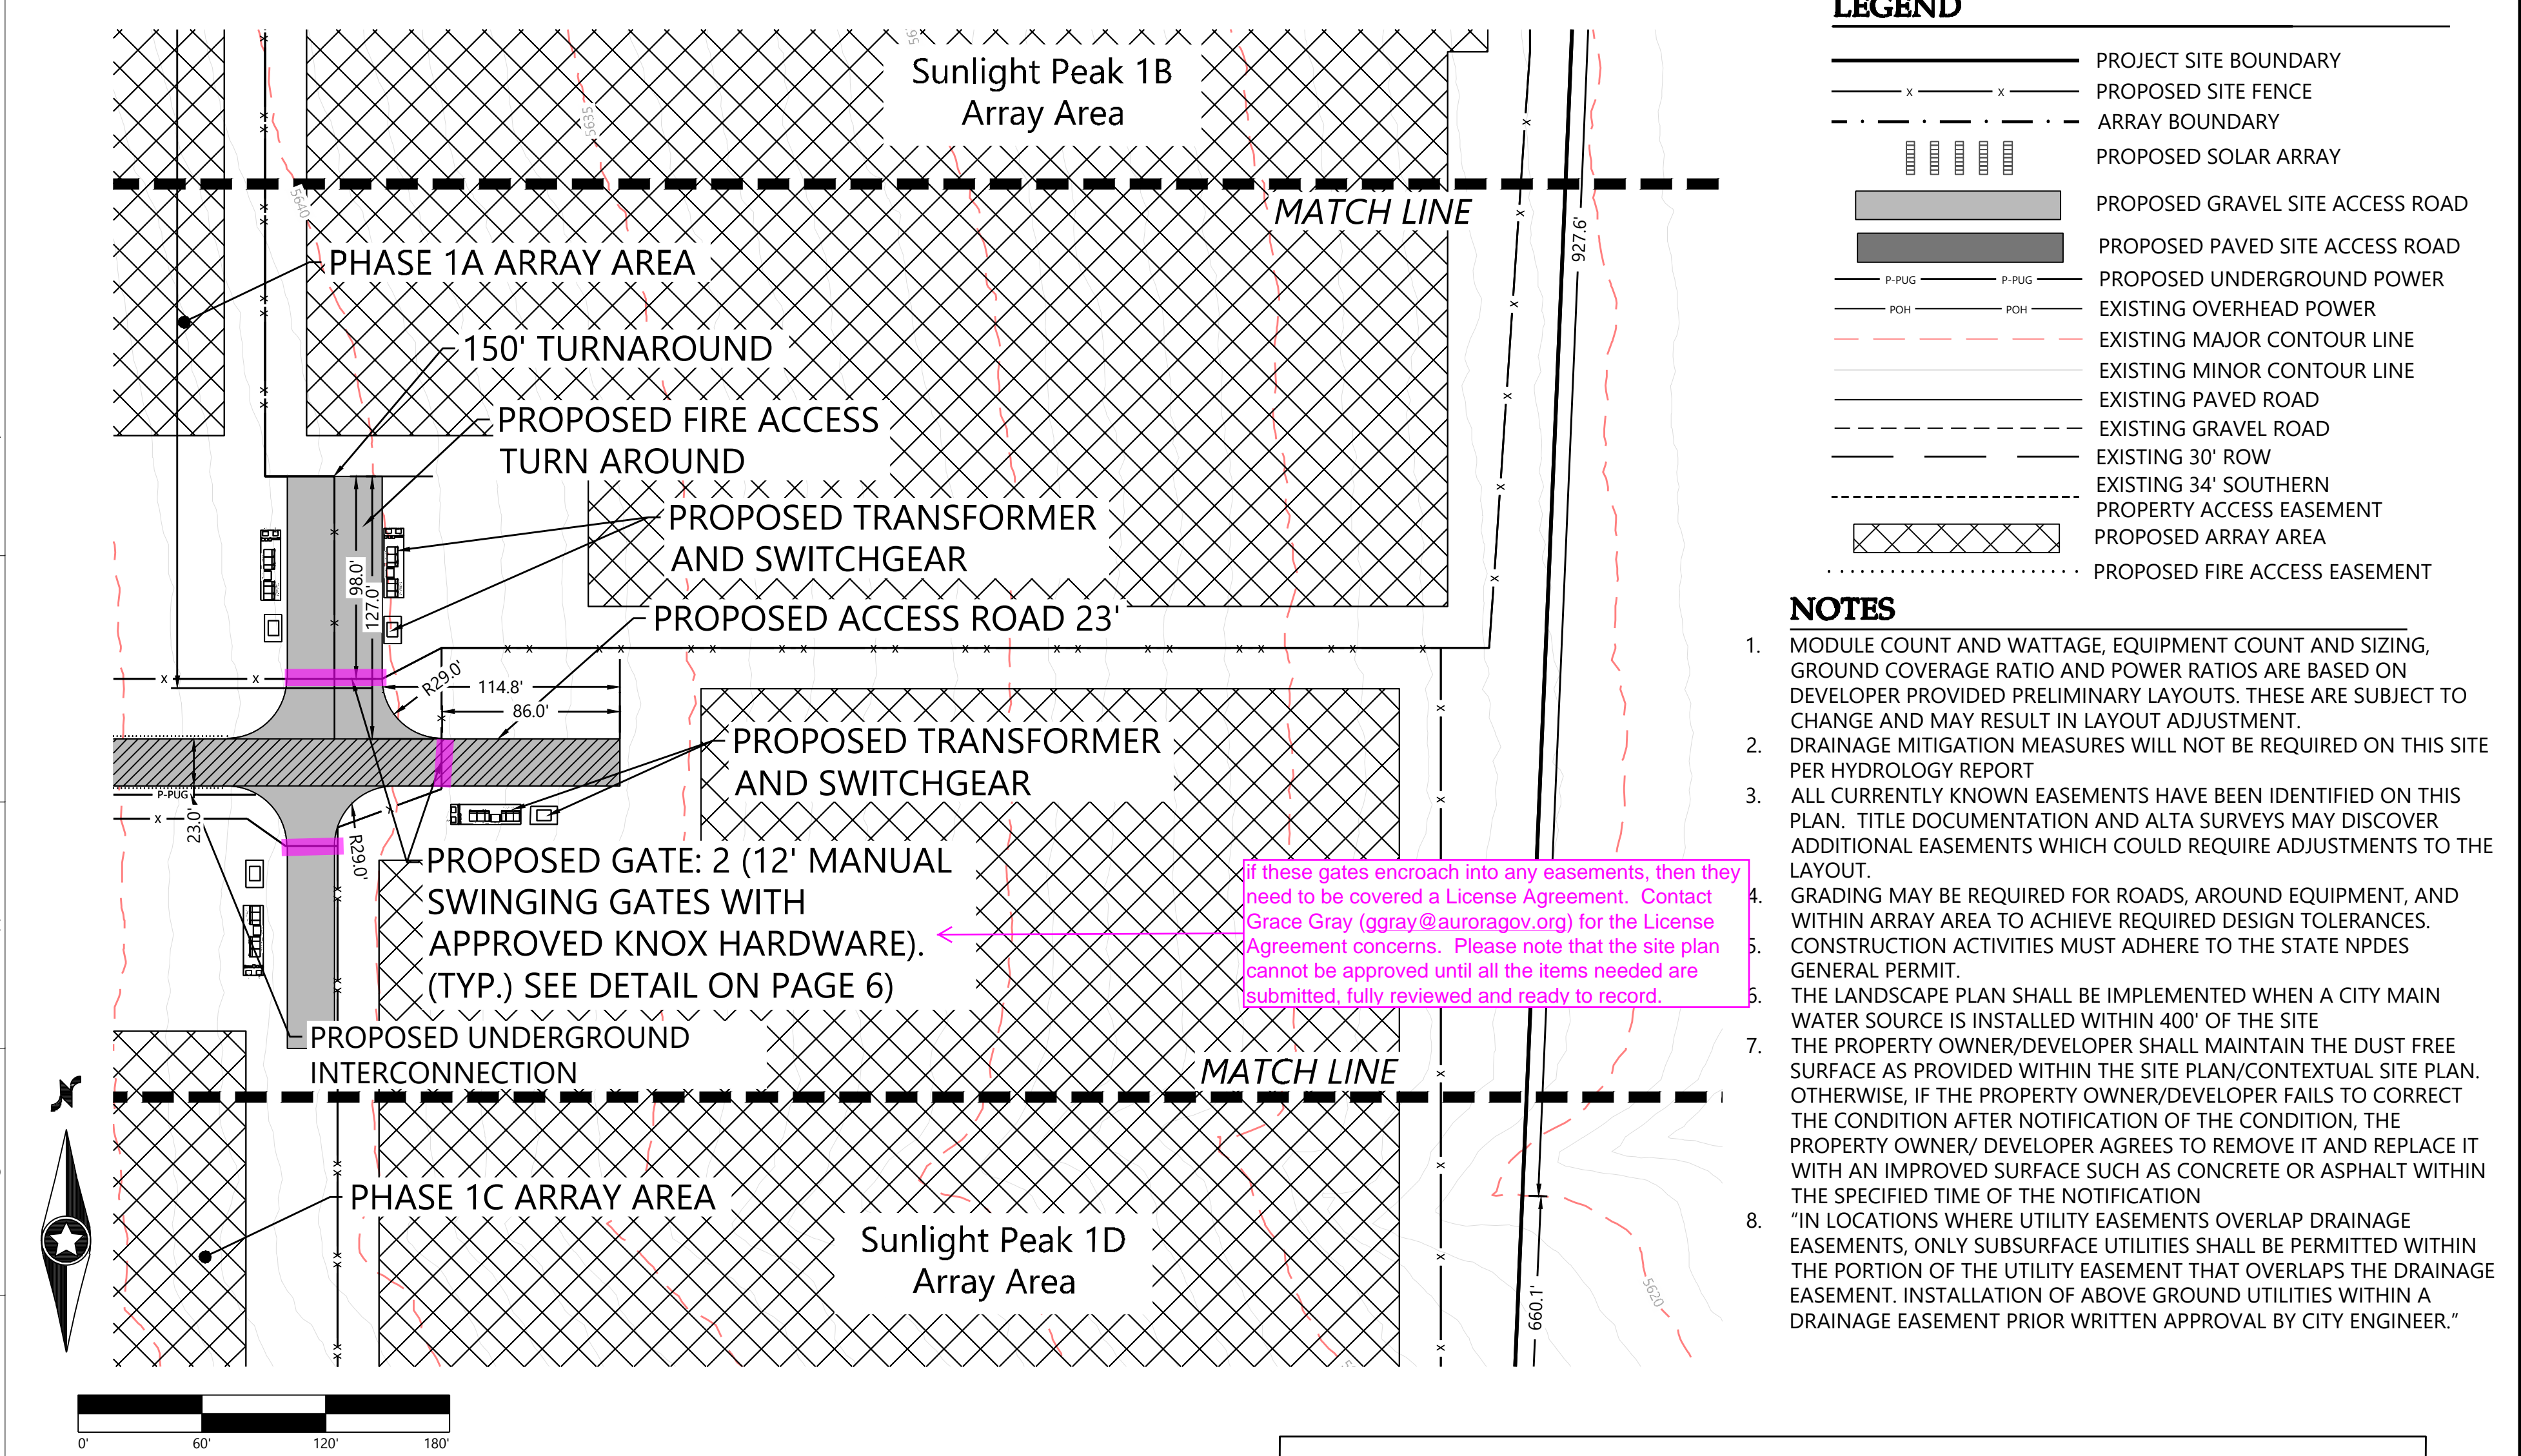 Sunlight Peak 1B
Array Area
56
5635
5640
MATCH LINE
927.6'
PHASE 1A ARRAY AREA
150' TURNAROUND
PROPOSED FIRE ACCESS
TURN AROUND
PROPOSED TRANSFORMER
AND SWITCHGEAR
98.0'
127.0'
PROPOSED ACCESS ROAD 23'
R29.0'
114.8'
86.0'
PROPOSED TRANSFORMER
AND SWITCHGEAR
P-PUG
23.0'
R29.0'
PROPOSED GATE: 2 (12' MANUAL
SWINGING GATES WITH
APPROVED KNOX HARDWARE).
(TYP.) SEE DETAIL ON PAGE 6)
if these gates encroach into any easements, then they
need to be covered a License Agreement. Contact
Grace Gray (ggray@auroragov.org) for the License
Agreement concerns. Please note that the site plan
cannot be approved until all the items needed are
submitted, fully reviewed and ready to record.
PROPOSED UNDERGROUND
INTERCONNECTION
MATCH LINE
PHASE 1C ARRAY AREA
Sunlight Peak 1D
Array Area
660.1'
5620
N
0' 60' 120' 180'
LEGEND
PROJECT SITE BOUNDARY
x x PROPOSED SITE FENCE
ARRAY BOUNDARY
PROPOSED SOLAR ARRAY
PROPOSED GRAVEL SITE ACCESS ROAD
PROPOSED PAVED SITE ACCESS ROAD
P-PUG P-PUG PROPOSED UNDERGROUND POWER
POH POH EXISTING OVERHEAD POWER
EXISTING MAJOR CONTOUR LINE
EXISTING MINOR CONTOUR LINE
EXISTING PAVED ROAD
EXISTING GRAVEL ROAD
EXISTING 30' ROW
EXISTING 34' SOUTHERN
PROPERTY ACCESS EASEMENT
PROPOSED ARRAY AREA
PROPOSED FIRE ACCESS EASEMENT
NOTES
1. MODULE COUNT AND WATTAGE, EQUIPMENT COUNT AND SIZING,
GROUND COVERAGE RATIO AND POWER RATIOS ARE BASED ON
DEVELOPER PROVIDED PRELIMINARY LAYOUTS. THESE ARE SUBJECT TO
CHANGE AND MAY RESULT IN LAYOUT ADJUSTMENT.
2. DRAINAGE MITIGATION MEASURES WILL NOT BE REQUIRED ON THIS SITE
PER HYDROLOGY REPORT
3. ALL CURRENTLY KNOWN EASEMENTS HAVE BEEN IDENTIFIED ON THIS
PLAN. TITLE DOCUMENTATION AND ALTA SURVEYS MAY DISCOVER
ADDITIONAL EASEMENTS WHICH COULD REQUIRE ADJUSTMENTS TO THE
LAYOUT.
4. GRADING MAY BE REQUIRED FOR ROADS, AROUND EQUIPMENT, AND
WITHIN ARRAY AREA TO ACHIEVE REQUIRED DESIGN TOLERANCES.
5. CONSTRUCTION ACTIVITIES MUST ADHERE TO THE STATE NPDES
GENERAL PERMIT.
6. THE LANDSCAPE PLAN SHALL BE IMPLEMENTED WHEN A CITY MAIN
WATER SOURCE IS INSTALLED WITHIN 400' OF THE SITE
7. THE PROPERTY OWNER/DEVELOPER SHALL MAINTAIN THE DUST FREE
SURFACE AS PROVIDED WITHIN THE SITE PLAN/CONTEXTUAL SITE PLAN.
OTHERWISE, IF THE PROPERTY OWNER/DEVELOPER FAILS TO CORRECT
THE CONDITION AFTER NOTIFICATION OF THE CONDITION, THE
PROPERTY OWNER/ DEVELOPER AGREES TO REMOVE IT AND REPLACE IT
WITH AN IMPROVED SURFACE SUCH AS CONCRETE OR ASPHALT WITHIN
THE SPECIFIED TIME OF THE NOTIFICATION
8. “IN LOCATIONS WHERE UTILITY EASEMENTS OVERLAP DRAINAGE
EASEMENTS, ONLY SUBSURFACE UTILITIES SHALL BE PERMITTED WITHIN
THE PORTION OF THE UTILITY EASEMENT THAT OVERLAPS THE DRAINAGE
EASEMENT. INSTALLATION OF ABOVE GROUND UTILITIES WITHIN A
DRAINAGE EASEMENT PRIOR WRITTEN APPROVAL BY CITY ENGINEER.”